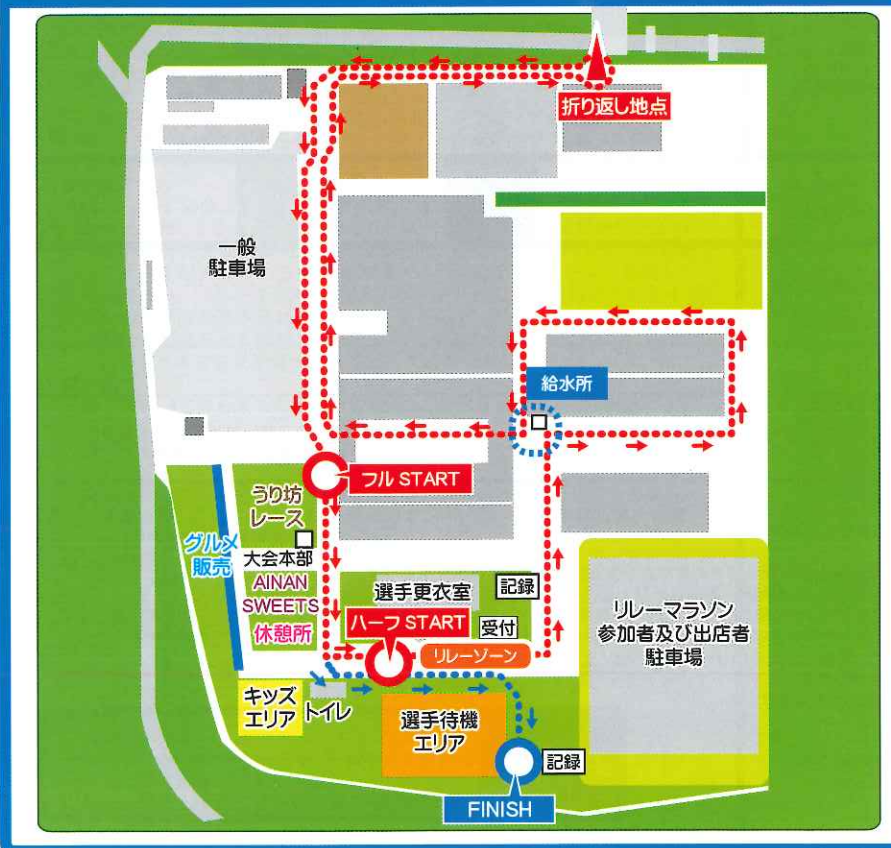 折り返し地点
一般
駐車場
給水所
フル START
うり坊
レース
グルメ
販売
大会本部
AINAN
SWEETS
休憩所
選手更衣室
記録
ハーフ START
受付
リレーゾーン
リレーマラソン
参加者及び出店者
駐車場
キッズ
エリア
トイレ
選手待機
エリア
記録
FINISH